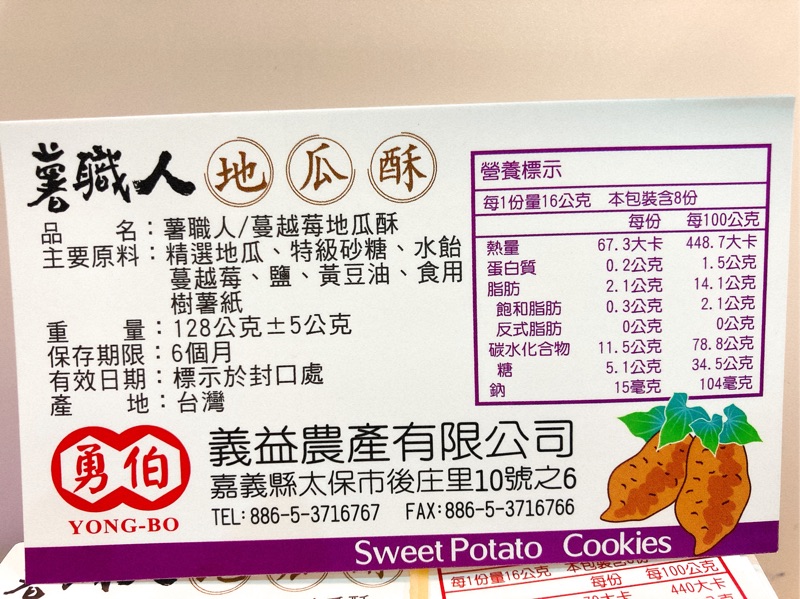 薯職人 地瓜酥
品 名：薯職人/蔓越莓地瓜酥
主要原料：精選地瓜、特級砂糖、水飴
蔓越莓、鹽、黃豆油、食用
樹薯紙
重 量：128公克±5公克
保存期限：6個月
有效日期：標示於封口處
產 地：台灣
營養標示
每1份量16公克 本包裝含8份
每份 每100公克
熱量 67.3大卡 448.7大卡
蛋白質 0.2公克 1.5公克
脂肪 2.1公克 14.1公克
飽和脂肪 0.3公克 2.1公克
反式脂肪 0公克 0公克
碳水化合物 11.5公克 78.8公克
糖 5.1公克 34.5公克
鈉 15毫克 104毫克
勇伯
YONG-BO
義益農產有限公司
嘉義縣太保市後庄里10號之6
TEL:886-5-3716767 FAX:886-5-3716766
Sweet Potato Cookies
每1份量16公克 本包裝含8份
每份 每100公克
440大卡